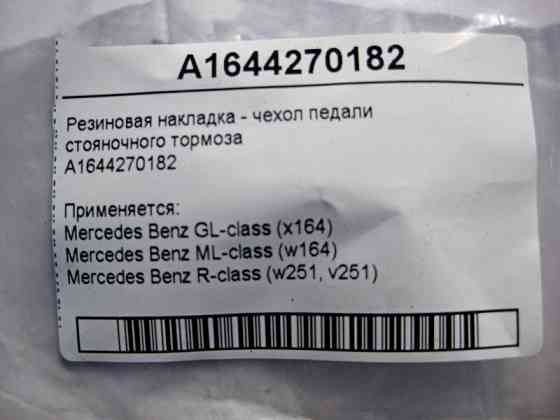 A1644270182
Резиновая накладка - чехол педали
стояночного тормоза
A1644270182
Применяется:
Mercedes Benz GL-class (x164)
Mercedes Benz ML-class (w164)
Mercedes Benz R-class (w251, v251)